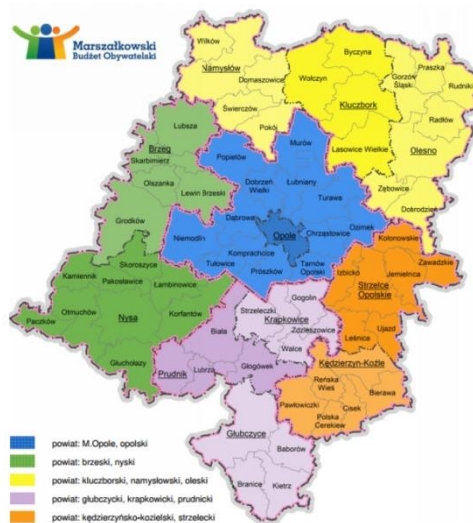 Marszałkowski
Budżet Obywatelski
Wilków
Namysłów
Domaszowice
Świerczów
Pokój
Byczyna
Wołczyn
Kluczbork
Lasowice Wielkie
Praszka
Gorzów
Śląski
Rudniki
Radłów
Olesno
Zębowice
Dobrodzień
Lubsza
Brzeg
Skarbimierz
Olszanka
Lewin Brzeski
Grodków
Popielów
Murów
Dobrzeń
Wielki
Łubniany
Turawa
Dąbrowa
Opole
Chrząstowice
Ozimek
Niemodlin
Komprachcice
Tułowice
Prószków
Tarnów
Opolski
Kolonowskie
Zawadzkie
Izbicko
Jemielnica
Strzelce
Opolskie
Ujazd
Leśnica
Skoroszyce
Kamiennik
Pakosławice
Łambinowice
Otmuchów
Paczków
Nysa
Korfantów
Głuchołazy
Gogolin
Strzeleczki
Krapkowice
Zdzieszowice
Walce
Biała
Prudnik
Lubrza
Głogówek
Kędzierzyn-Koźle
Reńska
Wieś
Bierawa
Pawłowiczki
Cisek
Polska
Cerekiew
Głubczyce
Baborów
Branice
Kietrz
powiat: M.Opole, opolski
powiat: brzeski, nyski
powiat: kluczborski, namysłowski, oleski
powiat: głubczycki, krapkowicki, prudnicki
powiat: kędzierzyńsko-kozielski, strzelecki